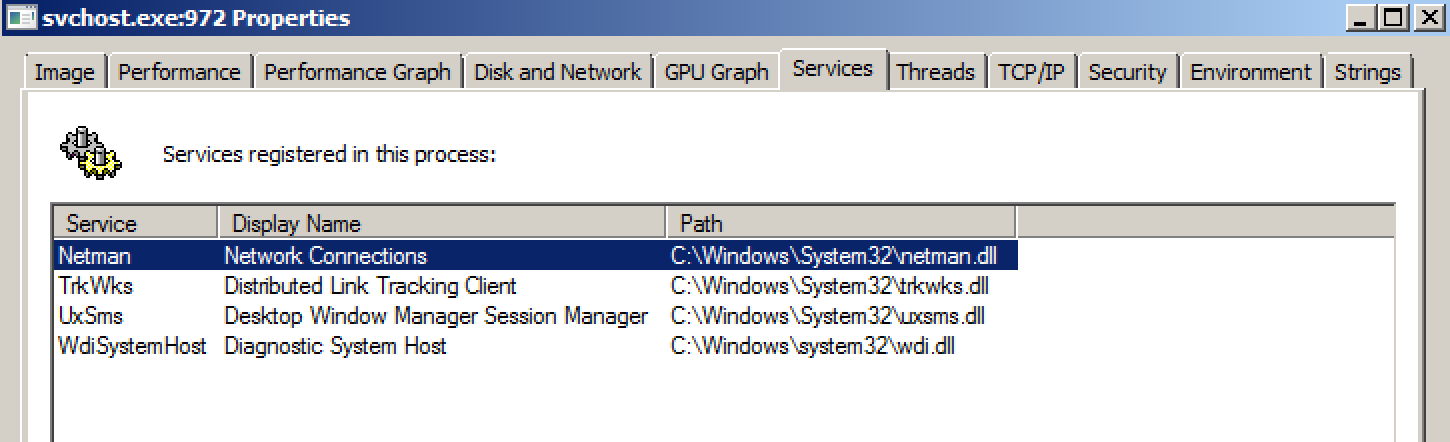 svchost.exe:972 Properties
Image Performance Performance Graph Disk and Network GPU Graph Services Threads TCP/IP Security Environment Strings
Services registered in this process:
Service Display Name Path
Netman Network Connections C:\Windows\System32\netman.dll
TrkWks Distributed Link Tracking Client C:\Windows\System32\trkwks.dll
UxSms Desktop Window Manager Session Manager C:\Windows\System32\uxsms.dll
WdiSystemHost Diagnostic System Host C:\Windows\system32\wdi.dll